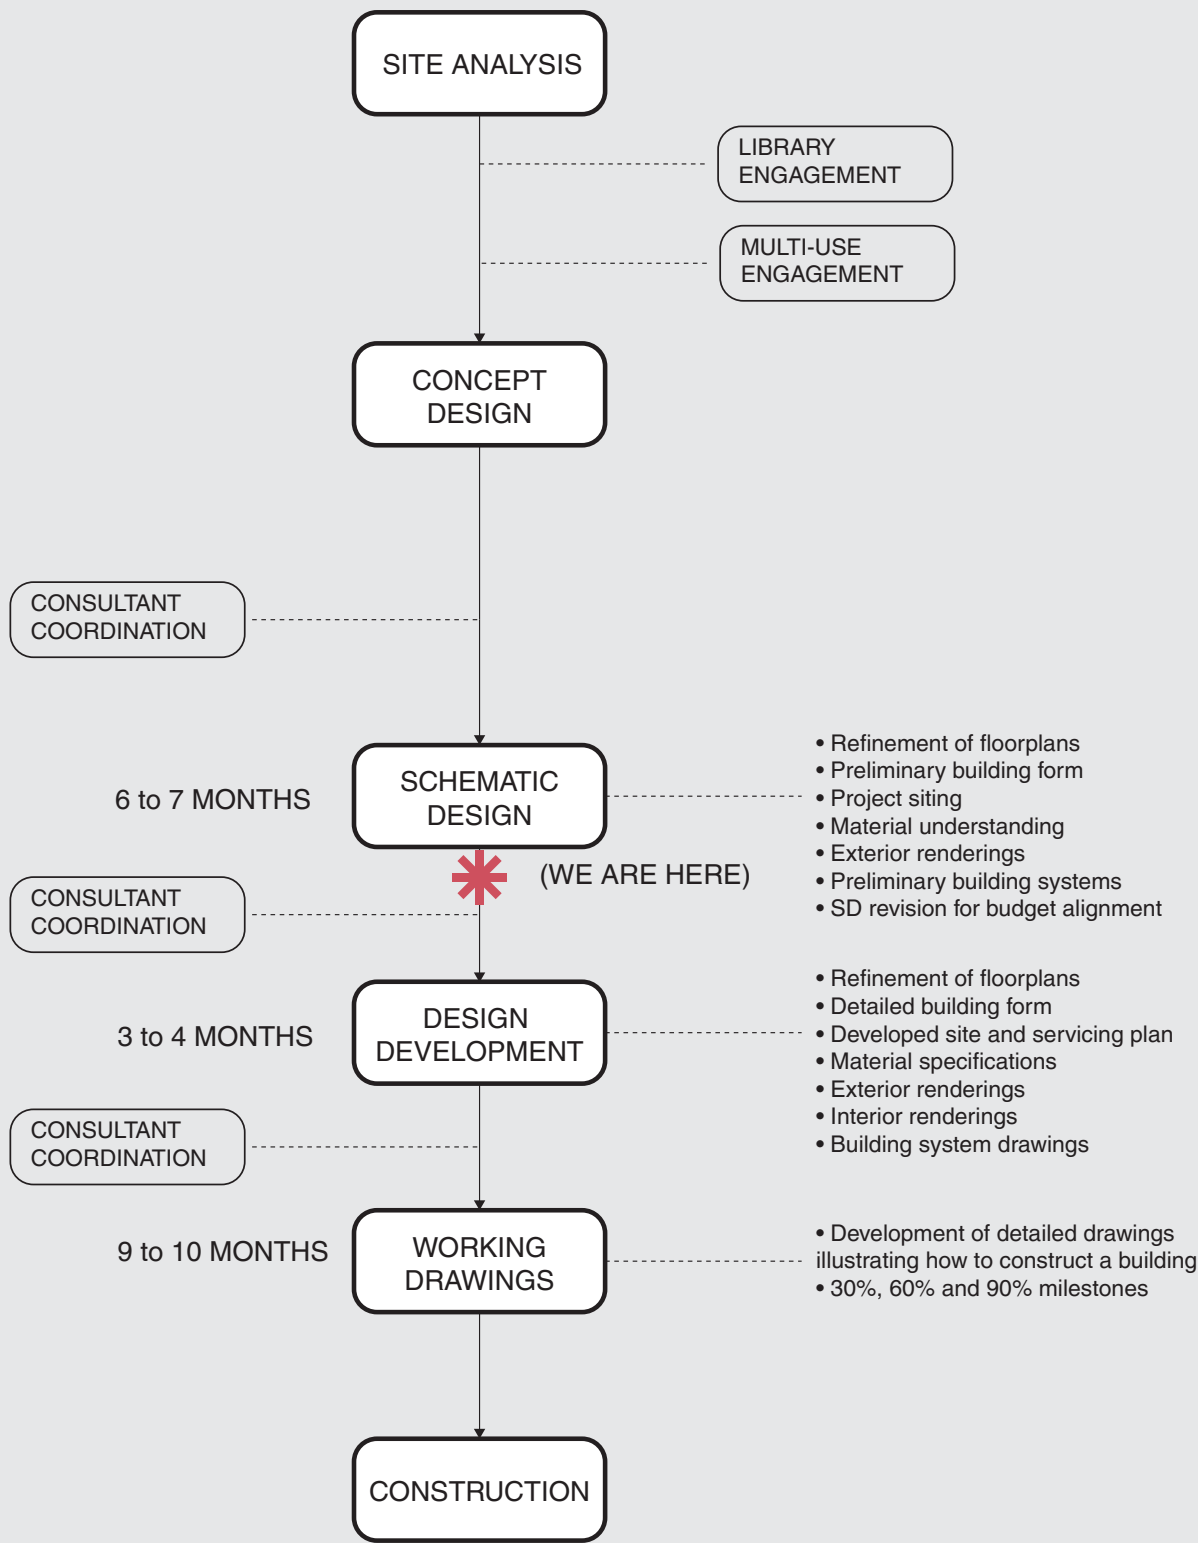 SITE ANALYSIS
LIBRARY
ENGAGEMENT
MULTI-USE
ENGAGEMENT
CONCEPT
DESIGN
CONSULTANT
COORDINATION
6 to 7 MONTHS
SCHEMATIC
DESIGN
• Refinement of floorplans
• Preliminary building form
• Project siting
• Material understanding
• Exterior renderings
• Preliminary building systems
• SD revision for budget alignment
(WE ARE HERE)
CONSULTANT
COORDINATION
3 to 4 MONTHS
DESIGN
DEVELOPMENT
• Refinement of floorplans
• Detailed building form
• Developed site and servicing plan
• Material specifications
• Exterior renderings
• Interior renderings
• Building system drawings
CONSULTANT
COORDINATION
9 to 10 MONTHS
WORKING
DRAWINGS
• Development of detailed drawings
illustrating how to construct a building
• 30%, 60% and 90% milestones
CONSTRUCTION